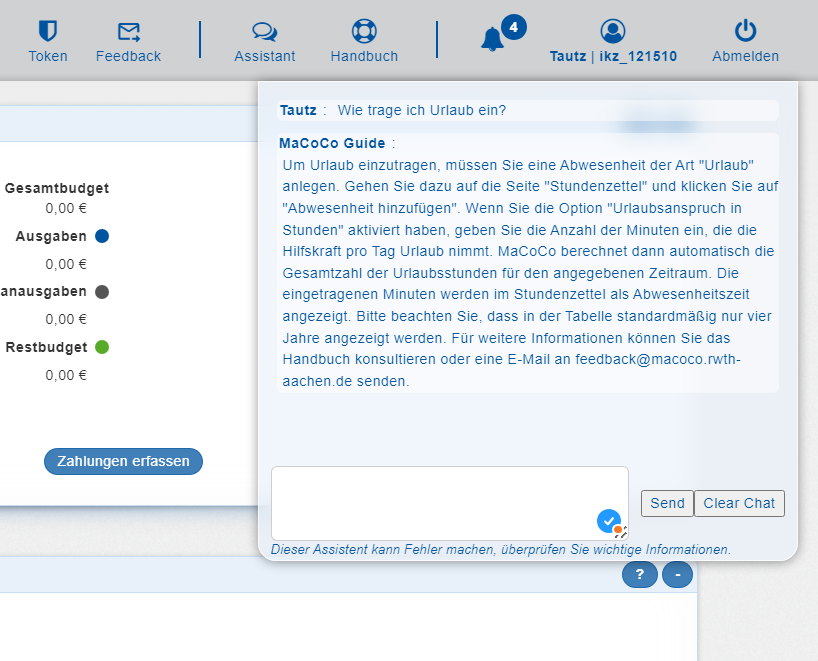 Token Feedback Assistant Handbuch 4 Tautz | ikz_121510 Abmelden
Gesamtbudget
0,00 €
Ausgaben
0,00 €
anausgaben
0,00 €
Restbudget
0,00 €
Zahlungen erfassen
Tautz : Wie trage ich Urlaub ein?
MaCoCo Guide :
Um Urlaub einzutragen, müssen Sie eine Abwesenheit der Art "Urlaub"
anlegen. Gehen Sie dazu auf die Seite "Stundenzettel" und klicken Sie auf
"Abwesenheit hinzufügen". Wenn Sie die Option "Urlaubsanspruch in
Stunden" aktiviert haben, geben Sie die Anzahl der Minuten ein, die die
Hilfskraft pro Tag Urlaub nimmt. MaCoCo berechnet dann automatisch die
Gesamtzahl der Urlaubsstunden für den angegebenen Zeitraum. Die
eingetragenen Minuten werden im Stundenzettel als Abwesenheitszeit
angezeigt. Bitte beachten Sie, dass in der Tabelle standardmäßig nur vier
Jahre angezeigt werden. Für weitere Informationen können Sie das
Handbuch konsultieren oder eine E-Mail an feedback@macoco.rwth-
aachen.de senden.
Send Clear Chat
Dieser Assistent kann Fehler machen, überprüfen Sie wichtige Informationen.
? -